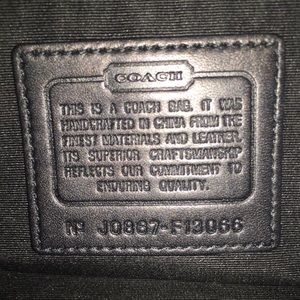 COACH
THIS IS A COACH BAG. IT WAS
HANDCRAFTED IN CHINA FROM THE
FINEST MATERIALS AND LEATHER.
ITS SUPERIOR CRAFTSMANSHIP
REFLECTS OUR COMMITMENT TO
ENDURING QUALITY.
Nº J0867-F13066